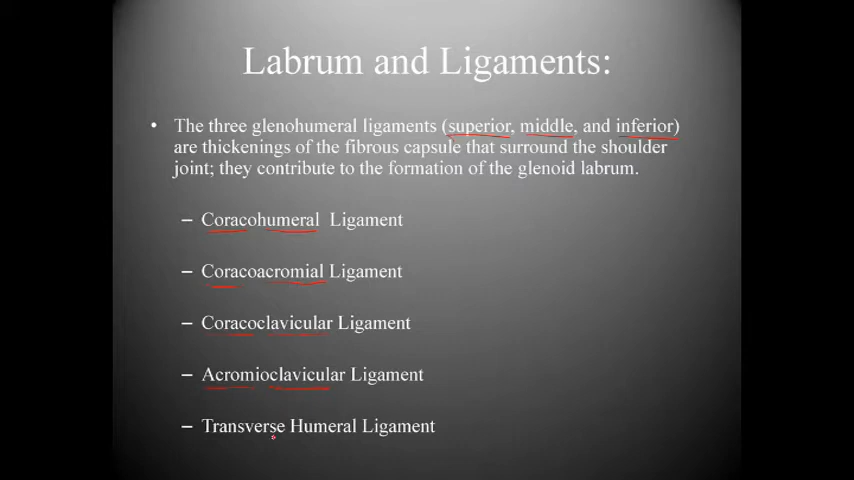 Labrum and Ligaments:
• The three glenohumeral ligaments (superior, middle, and inferior)
are thickenings of the fibrous capsule that surround the shoulder
joint; they contribute to the formation of the glenoid labrum.
– Coracohumeral Ligament
– Coracoacromial Ligament
– Coracoclavicular Ligament
– Acromioclavicular Ligament
– Transverse Humeral Ligament